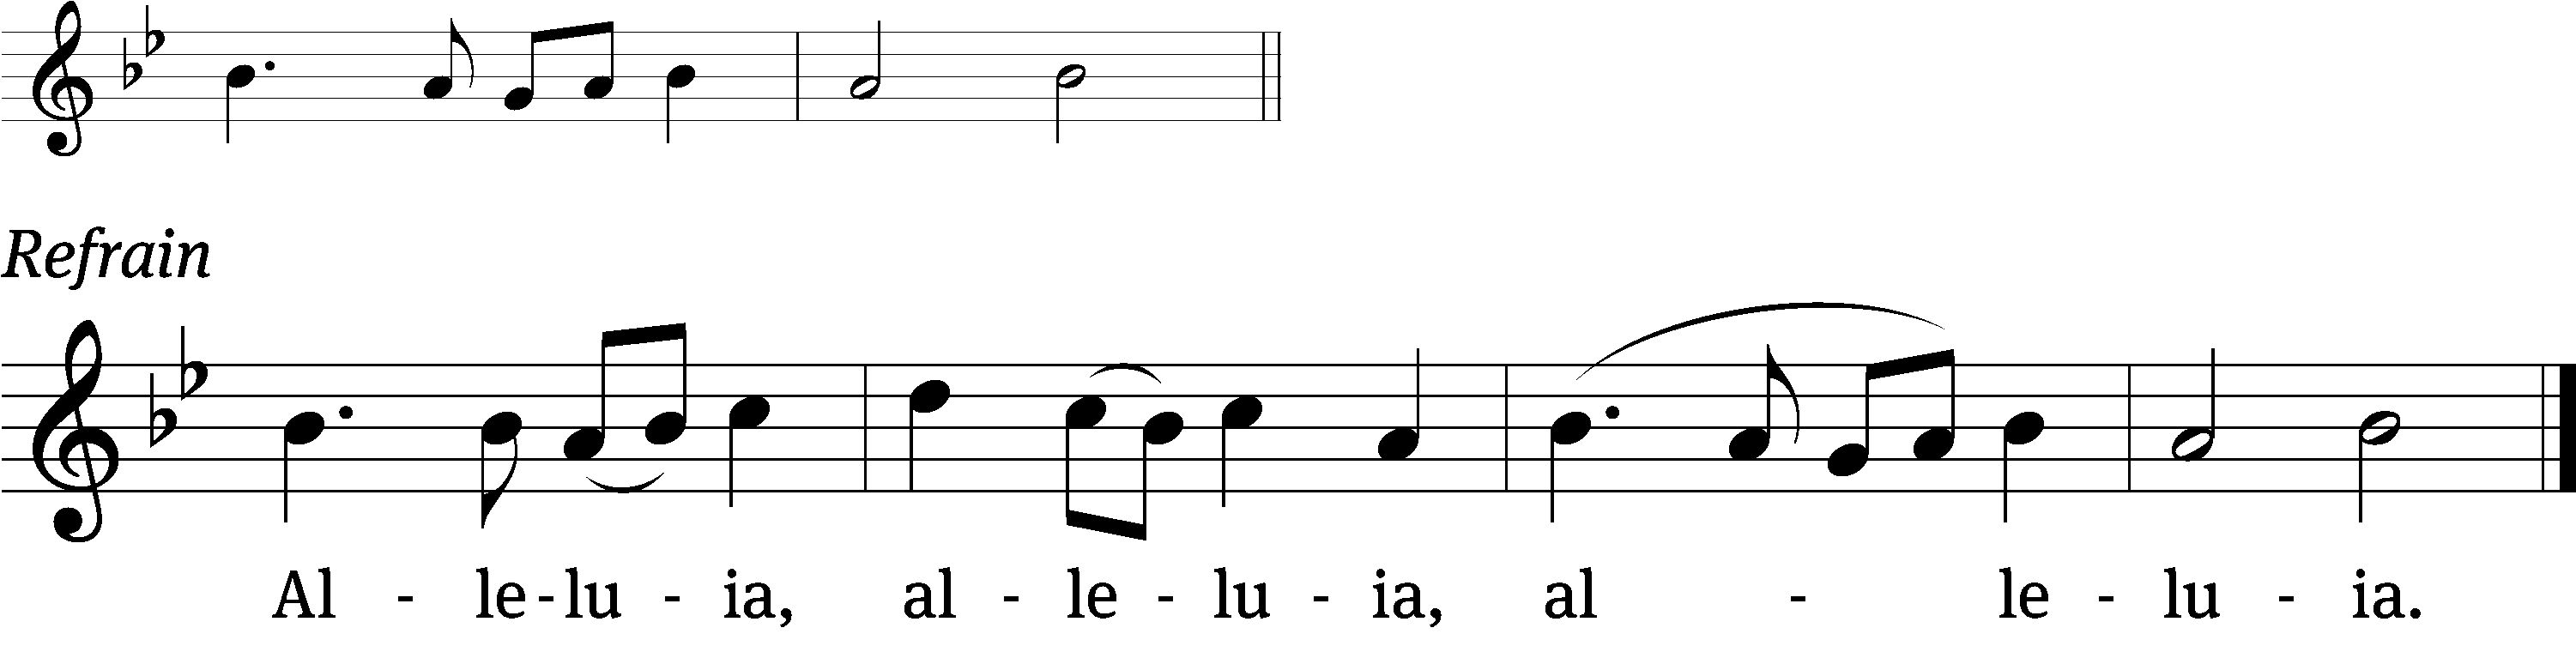 Refrain
Al - le - lu - ia, al - le - lu - ia, al - le - lu - ia.